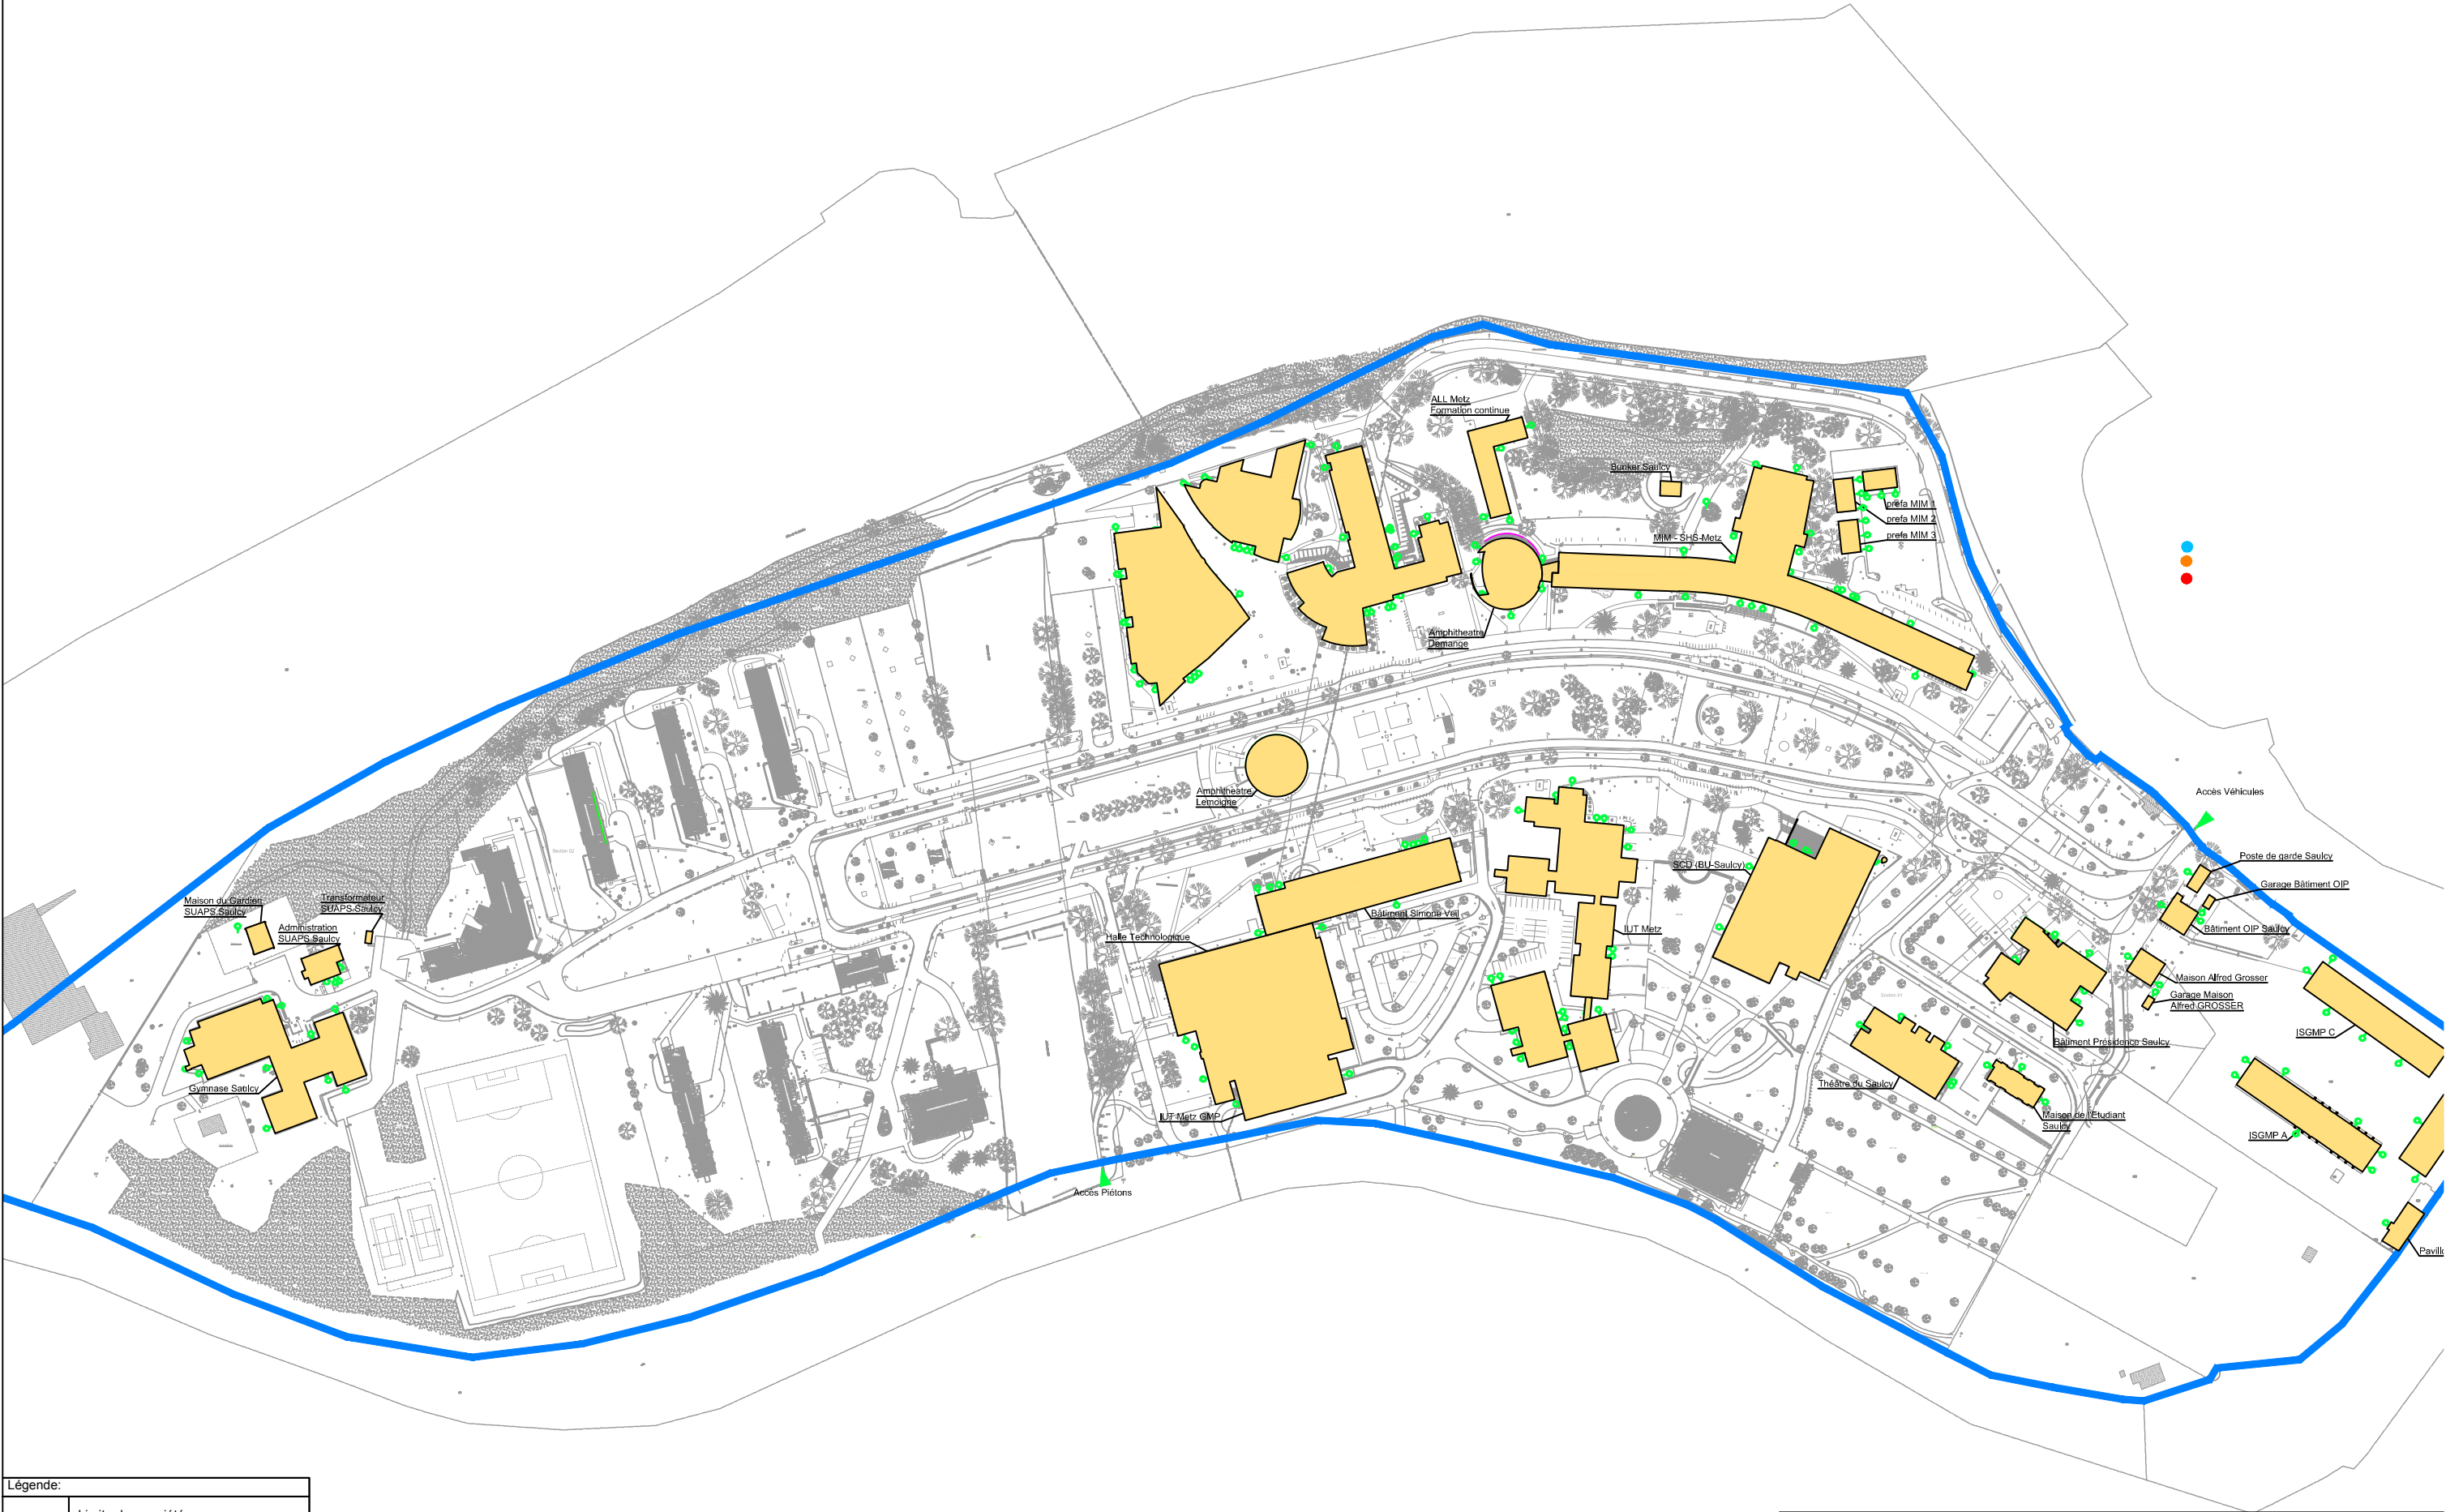 ALL Metz
Formation continue
Bunker Saulcy
prefa MIM 1
prefa MIM 2
prefa MIM 3
MIM - SHS-Metz
Amphitheatre
Demange
Amphitheatre
Lemoigne
Accès Véhicules
Poste de garde Saulcy
Garage Bâtiment OIP
Bâtiment OIP Saulcy
Maison Alfred Grosser
Garage Maison
Alfred GROSSER
ISGMP C
Bâtiment Présidence Saulcy
Théâtre du Saulcy
Maison de l'Etudiant
Saulcy
ISGMP A
SCD (BU-Saulcy)
IUT Metz
Bâtiment Simone Veil
Halle Technologique
IUT Metz GMP
Accès Piétons
Maison du Gardien
SUAPS Saulcy
Transformateur
SUAPS Saulcy
Administration
SUAPS Saulcy
Gymnase Saulcy
Légende: